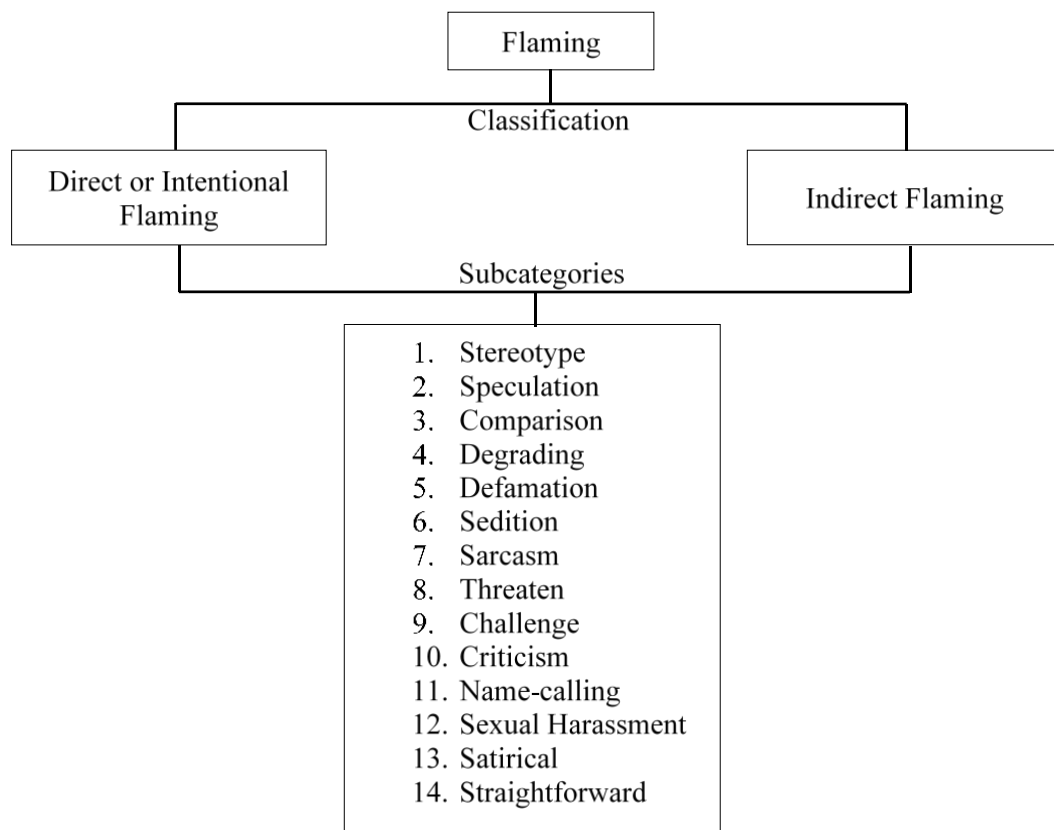 Flaming
Classification
Direct or Intentional
Flaming
Indirect Flaming
Subcategories
1. Stereotype
2. Speculation
3. Comparison
4. Degrading
5. Defamation
6. Sedition
7. Sarcasm
8. Threaten
9. Challenge
10. Criticism
11. Name-calling
12. Sexual Harassment
13. Satirical
14. Straightforward